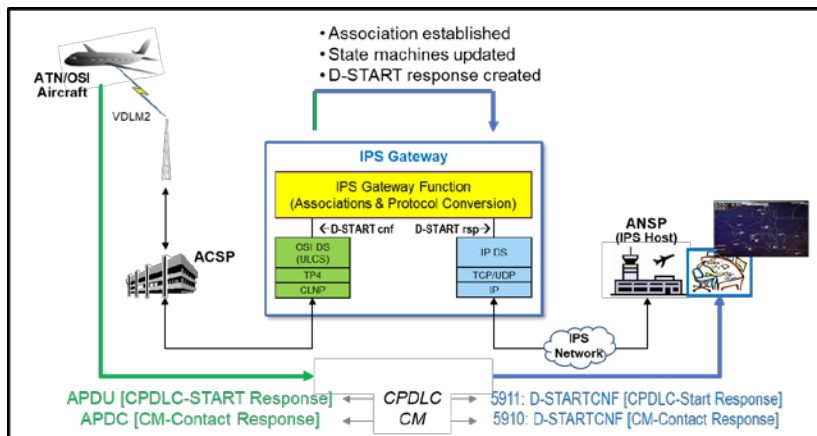 • Association established
• State machines updated
• D-START response created
ATN/OSI
Aircraft
VDLM2
IPS Gateway
IPS Gateway Function
(Associations & Protocol Conversion)
D-START cnf
D-START rsp
OSI DS
(ULCS)
TP4
CLNP
IP DS
TCP/UDP
IP
ACSP
ANSP
(IPS Host)
IPS
Network
APDU [CPDLC-START Response]
CPDLC
5911: D-STARTCNF [CPDLC-Start Response]
APDC [CM-Contact Response]
CM
5910: D-STARTCNF [CM-Contact Response]